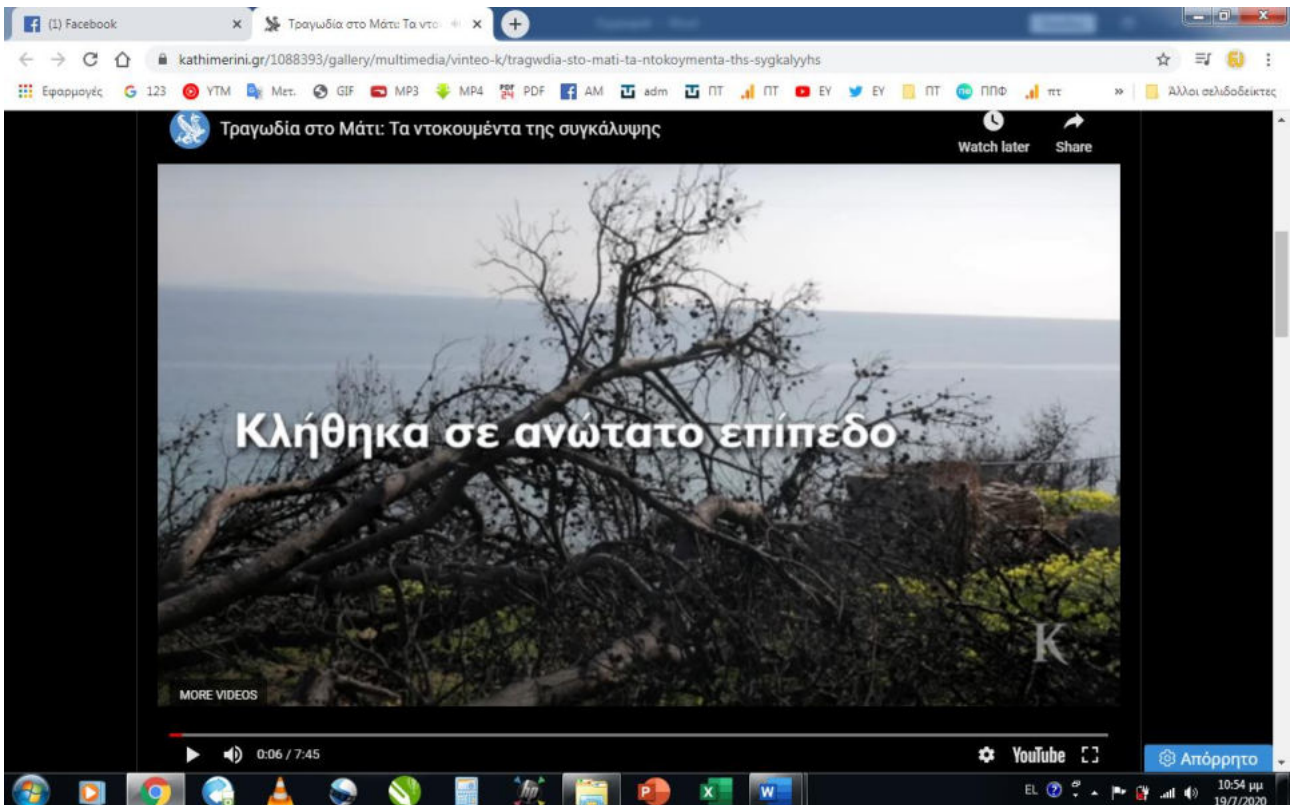 (1) Facebook
Τραγωδία στο Μάτι: Τα ντο
kathimerini.gr/1088393/gallery/multimedia/vinteo-k/tragwdia-sto-mati-ta-ntokoymenta-ths-sygkalyyhs
Εφαρμογές 123 YTM Μετ. GIF MP3 MP4 PDF AM adm ΠΤ ΠΤ EY EY ΠΤ ΠΠΦ πτ » Άλλοι σελιδοδείκτες
Τραγωδία στο Μάτι: Τα ντοκουμέντα της συγκάλυψης
Watch later Share
Κλήθηκα σε ανώτατο επίπεδο
K
MORE VIDEOS
0:06 / 7:45
YouTube
Απόρρητο
EL
10:54 μμ
19/7/2020